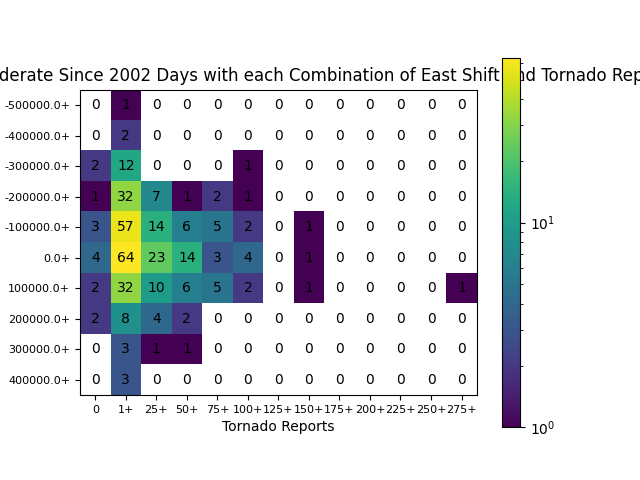 derate Since 2002 Days with each Combination of East Shift and Tornado Rep
-500000.0+ 0 1 0 0 0 0 0 0 0 0 0 0 0
-400000.0+ 0 2 0 0 0 0 0 0 0 0 0 0 0
-300000.0+ 2 12 0 0 0 1 0 0 0 0 0 0 0
-200000.0+ 1 32 7 1 2 1 0 0 0 0 0 0 0
-100000.0+ 3 57 14 6 5 2 0 1 0 0 0 0 0
0.0+ 4 64 23 14 3 4 0 1 0 0 0 0 0
100000.0+ 2 32 10 6 5 2 0 1 0 0 0 0 1
200000.0+ 2 8 4 2 0 0 0 0 0 0 0 0 0
300000.0+ 0 3 1 1 0 0 0 0 0 0 0 0 0
400000.0+ 0 3 0 0 0 0 0 0 0 0 0 0 0
0 1+ 25+ 50+ 75+ 100+ 125+ 150+ 175+ 200+ 225+ 250+ 275+
Tornado Reports
10¹
10⁰